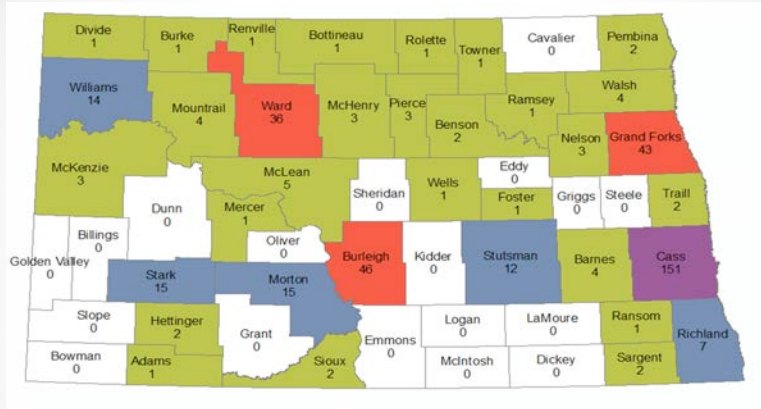 Divide
1
Burke
1
Renville
1
Bottineau
1
Rolette
1
Towner
1
Cavalier
0
Pembina
2
Williams
14
Mountrail
4
Ward
36
McHenry
3
Pierce
3
Benson
2
Ramsey
1
Walsh
4
Nelson
3
Grand Forks
43
McKenzie
3
Dunn
0
McLean
5
Mercer
1
Oliver
0
Sheridan
0
Wells
1
Eddy
0
Foster
1
Griggs
0
Steele
0
Traill
2
Golden Valley
0
Billings
0
Stark
15
Morton
15
Burleigh
46
Kidder
0
Stutsman
12
Barnes
4
Cass
151
Slope
0
Hettinger
2
Grant
0
Emmons
0
Logan
0
LaMoure
0
Ransom
1
Richland
7
Bowman
0
Adams
1
Sioux
2
McIntosh
0
Dickey
0
Sargent
2